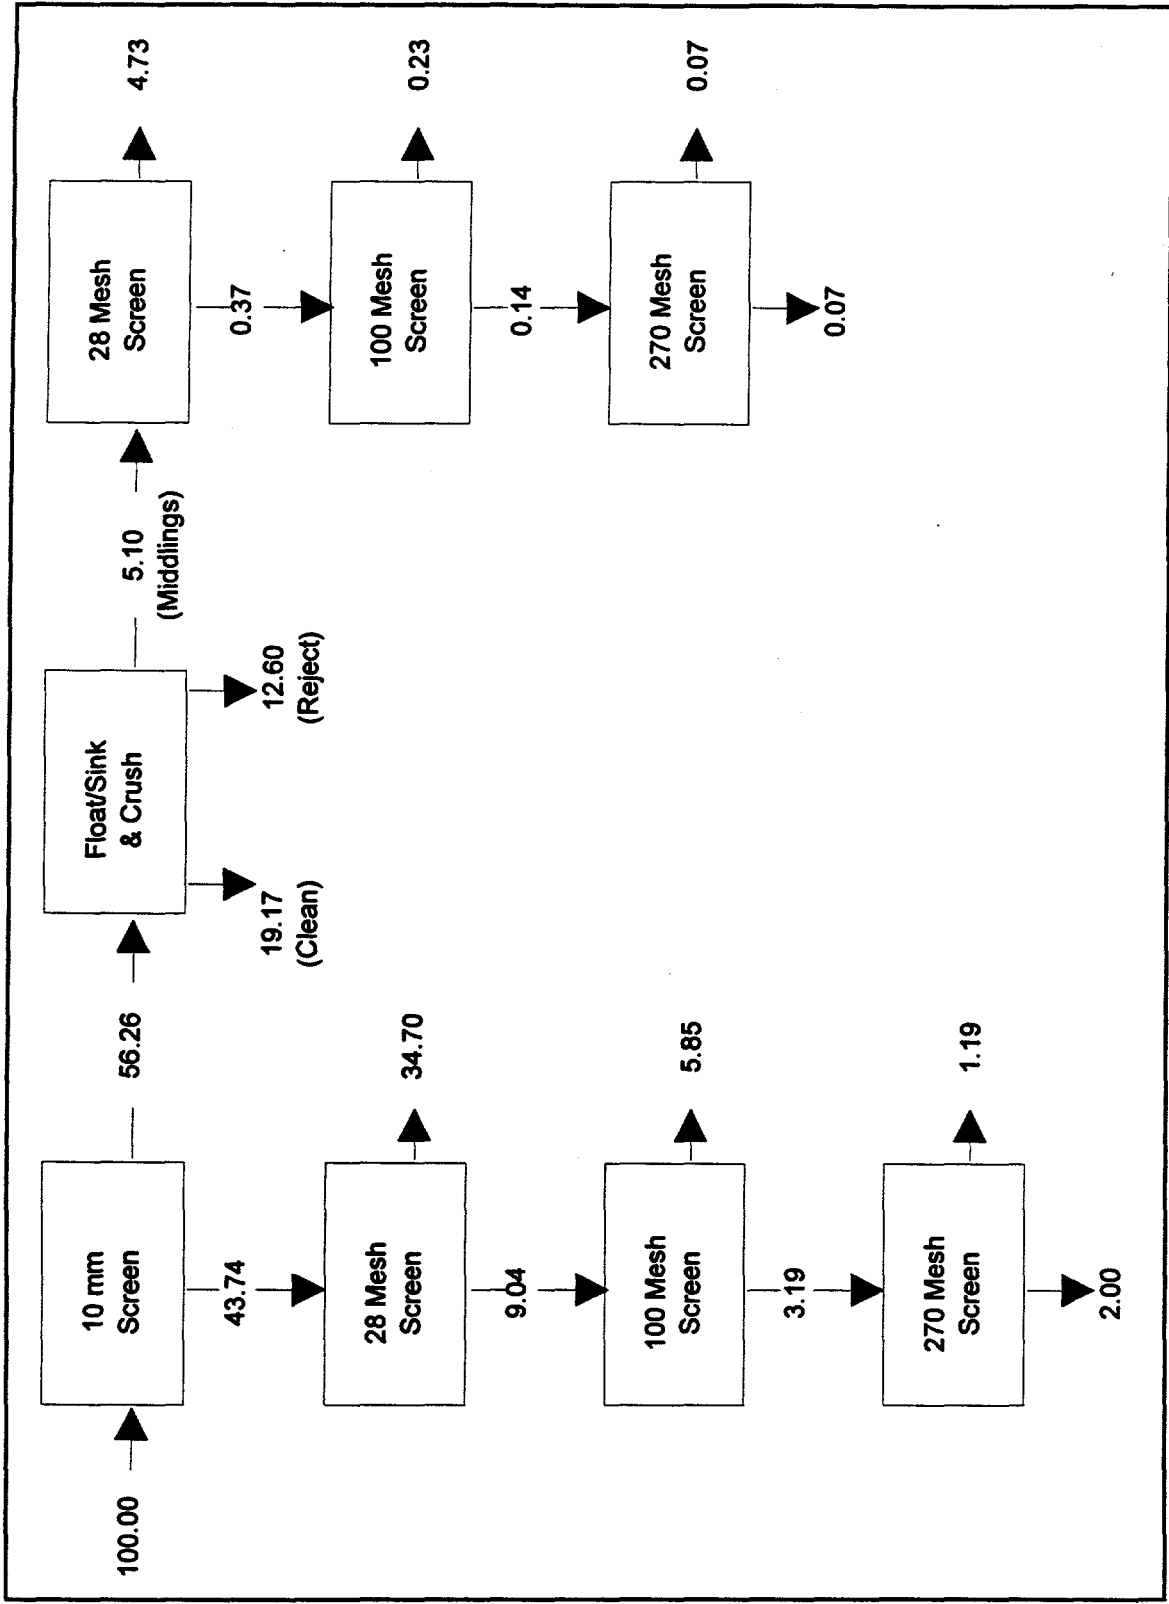 100.00
10 mm
Screen
56.26
Float/Sink
& Crush
5.10
(Middlings)
28 Mesh
Screen
4.73
43.74
19.17
(Clean)
12.60
(Reject)
0.37
28 Mesh
Screen
34.70
100 Mesh
Screen
0.23
9.04
0.14
100 Mesh
Screen
5.85
270 Mesh
Screen
0.07
3.19
0.07
270 Mesh
Screen
1.19
2.00